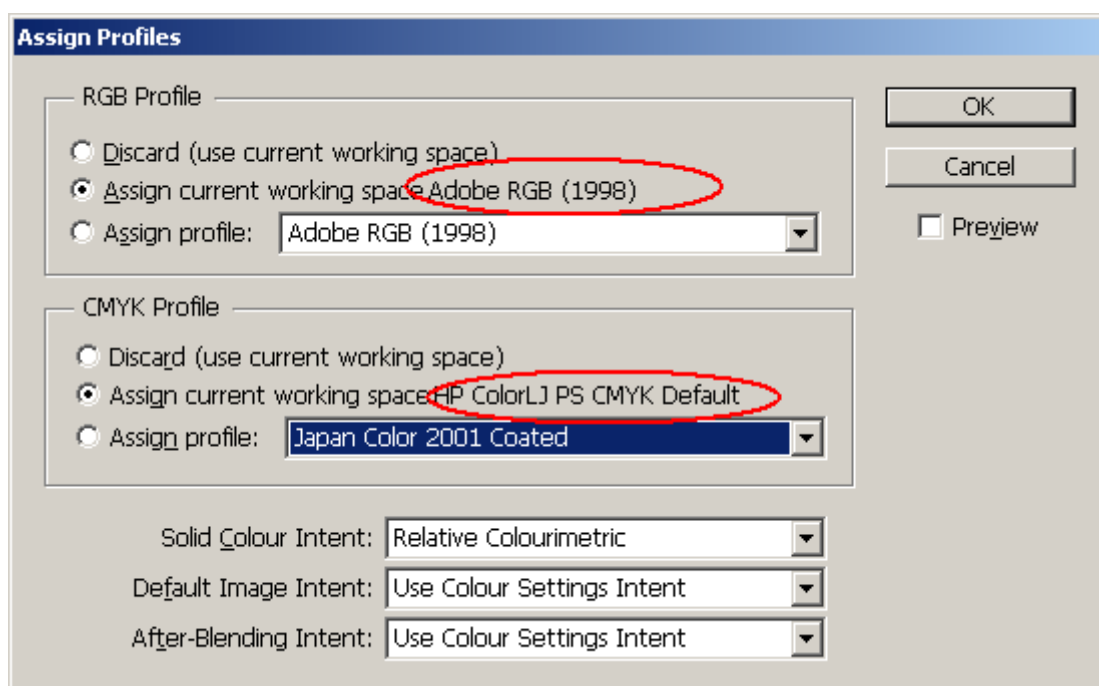 Assign Profiles
RGB Profile
OK
Discard (use current working space)
Assign current working space Adobe RGB (1998)
Cancel
Assign profile: Adobe RGB (1998)
Preview
CMYK Profile
Discard (use current working space)
Assign current working space HP ColorLJ PS CMYK Default
Assign profile: Japan Color 2001 Coated
Solid Colour Intent: Relative Colourimetric
Default Image Intent: Use Colour Settings Intent
After-Blending Intent: Use Colour Settings Intent